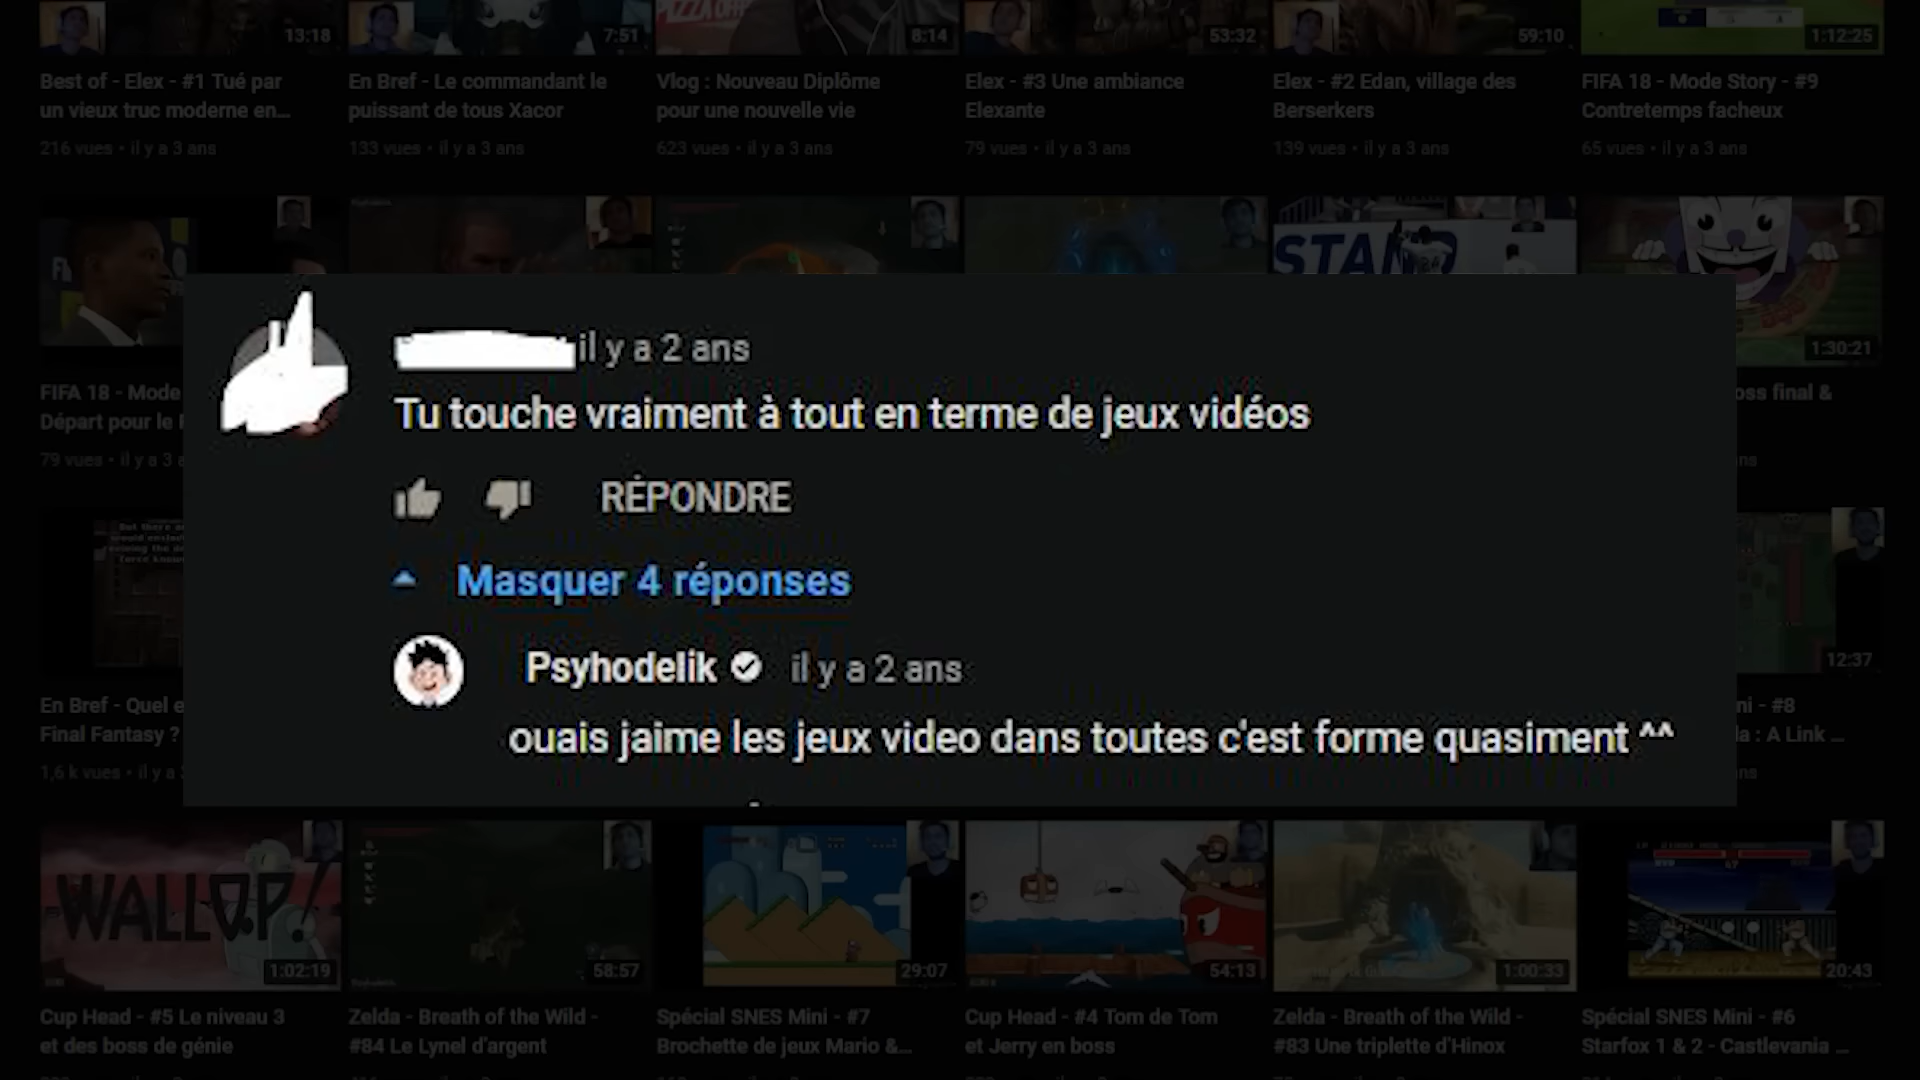 13:18
7:51
8:14
53:32
59:10
1:12:25
Best of - Elex - #1 Tué par
un vieux truc moderne en...
216 vues • il y a 3 ans
En Bref - Le commandant le
puissant de tous Xacor
133 vues • il y a 3 ans
Vlog : Nouveau Diplôme
pour une nouvelle vie
623 vues • il y a 3 ans
Elex - #3 Une ambiance
Elexante
79 vues • il y a 3 ans
Elex - #2 Edan, village des
Berserkers
139 vues • il y a 3 ans
FIFA 18 - Mode Story - #9
Contretemps facheux
65 vues • il y a 3 ans
1:30:21
FIFA 18 - Mode
Départ pour le
79 vues • il y a 3
oss final &
il y a 2 ans
Tu touche vraiment à tout en terme de jeux vidéos
RÉPONDRE
Masquer 4 réponses
Psyhodelik il y a 2 ans
ouais jaime les jeux video dans toutes c'est forme quasiment ^^
12:37
En Bref - Quel
Final Fantasy ?
1,6 k vues • il y a
ni - #8
la : A Link ...
WALLOP!
1:02:19
58:57
29:07
54:13
1:00:33
20:43
Cup Head - #5 Le niveau 3
et des boss de génie
Zelda - Breath of the Wild -
#84 Le Lynel d'argent
Spécial SNES Mini - #7
Brochette de jeux Mario &...
Cup Head - #4 Tom de Tom
et Jerry en boss
Zelda - Breath of the Wild -
#83 Une triplette d'Hinox
Spécial SNES Mini - #6
Starfox 1 & 2 - Castlevania ...